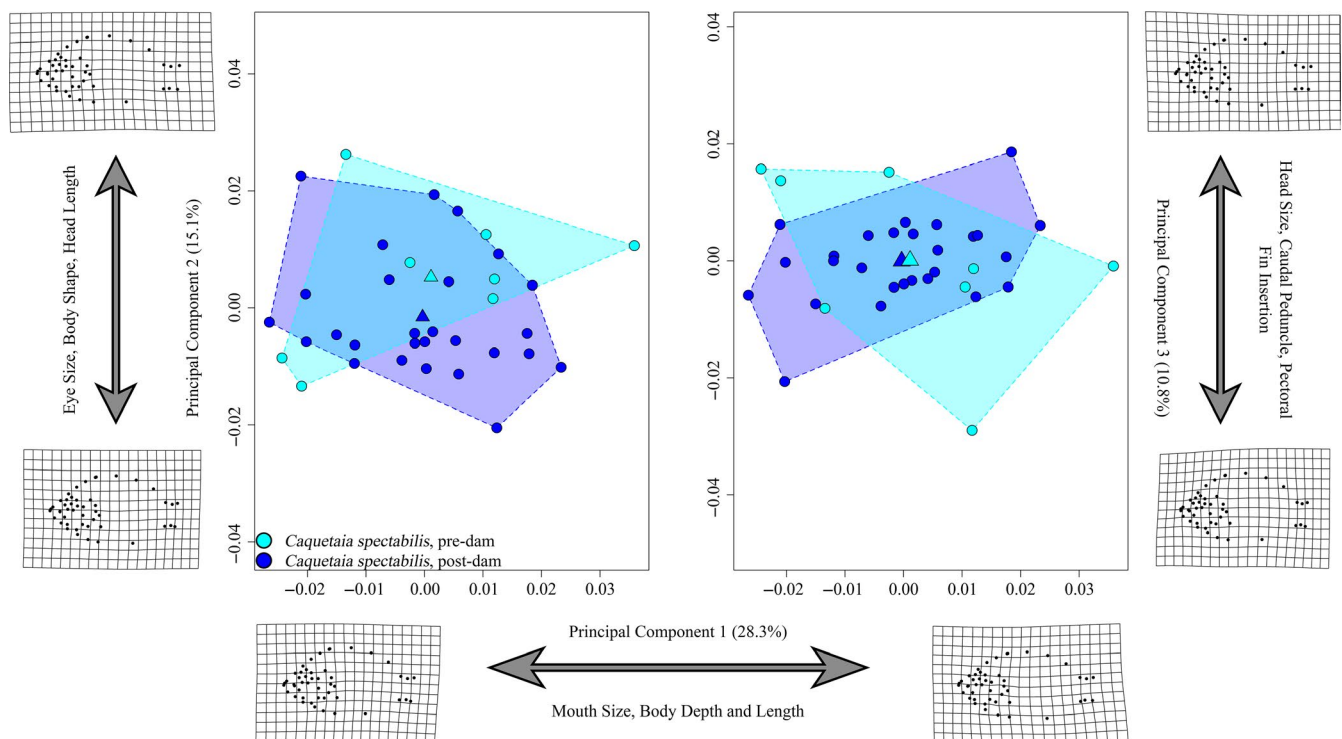 Eye Size, Body Shape, Head Length
Principal Component 2 (15.1%)
0.04
0.02
0.00
−0.02
−0.04
Caquetaia spectabilis, pre-dam
Caquetaia spectabilis, post-dam
−0.02
−0.01
0.00
0.01
0.02
0.03
0.04
0.02
0.00
−0.02
−0.04
−0.02
−0.01
0.00
0.01
0.02
0.03
Principal Component 3 (10.8%)
Head Size, Caudal Peduncle, Pectoral
Fin Insertion
Principal Component 1 (28.3%)
Mouth Size, Body Depth and Length